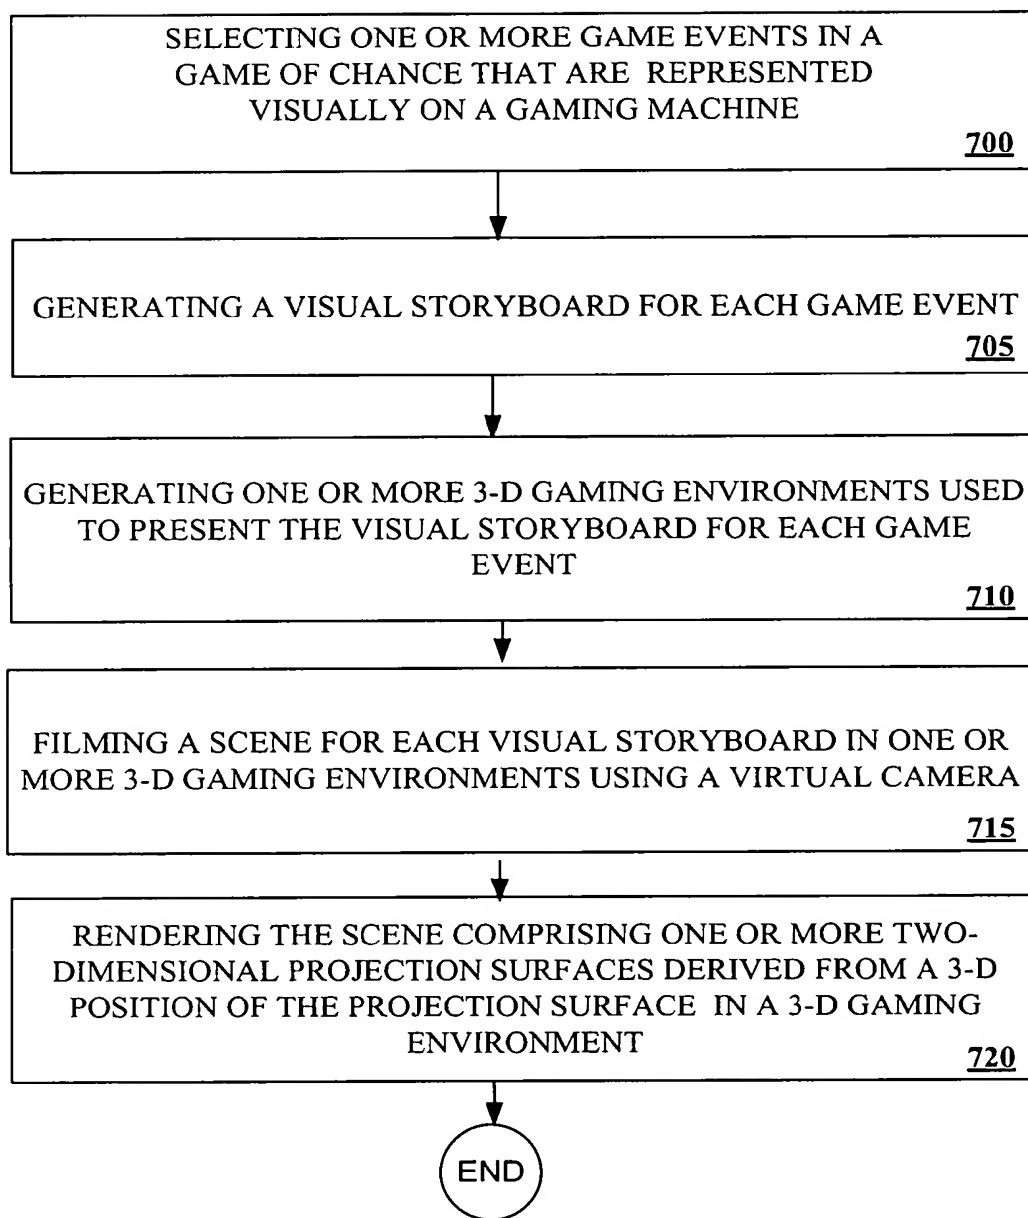 SELECTING ONE OR MORE GAME EVENTS IN A
GAME OF CHANCE THAT ARE REPRESENTED
VISUALLY ON A GAMING MACHINE
700
GENERATING A VISUAL STORYBOARD FOR EACH GAME EVENT
705
GENERATING ONE OR MORE 3-D GAMING ENVIRONMENTS USED
TO PRESENT THE VISUAL STORYBOARD FOR EACH GAME
EVENT
710
FILMING A SCENE FOR EACH VISUAL STORYBOARD IN ONE OR
MORE 3-D GAMING ENVIRONMENTS USING A VIRTUAL CAMERA
715
RENDERING THE SCENE COMPRISING ONE OR MORE TWO-
DIMENSIONAL PROJECTION SURFACES DERIVED FROM A 3-D
POSITION OF THE PROJECTION SURFACE IN A 3-D GAMING
ENVIRONMENT
720
END